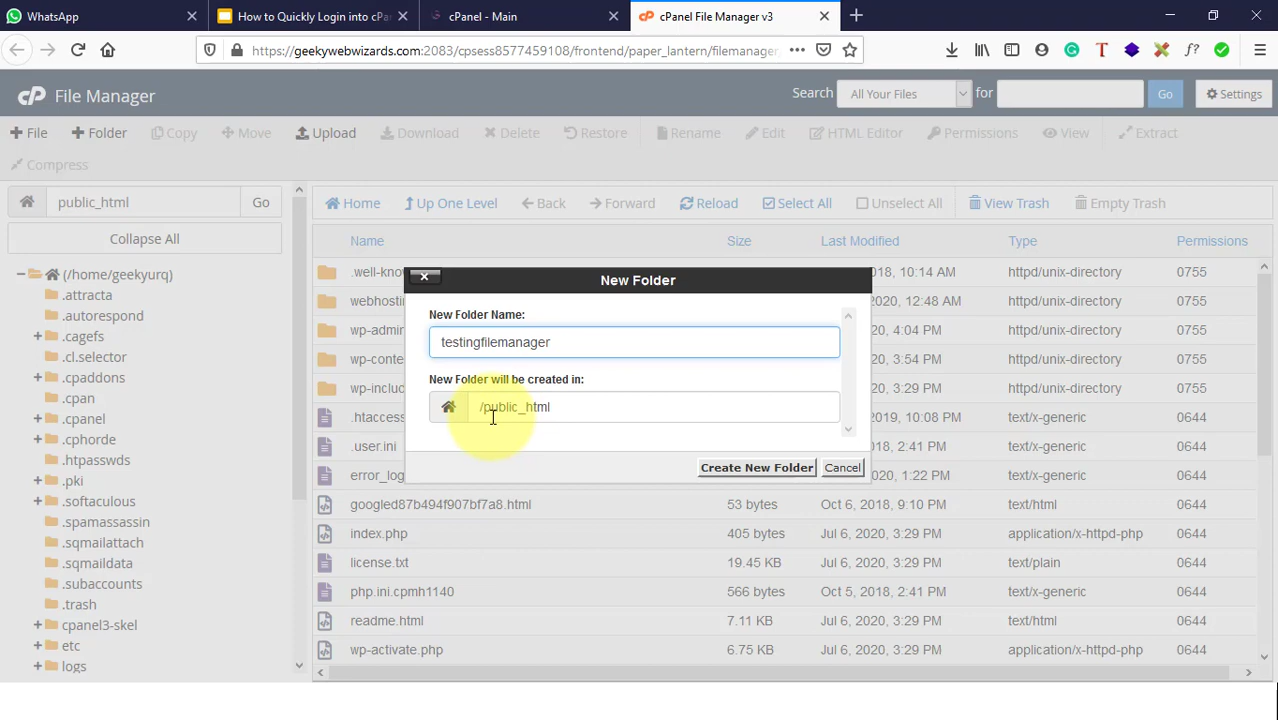 WhatsApp × How to Quickly Login into cPa × cPanel - Main × cPanel File Manager v3 × +
https://geekywebwizards.com:2083/cpsess8577459108/frontend/paper_lantern/filemanager
cP File Manager Search All Your Files for Go Settings
+ File + Folder Copy Move Upload Download Delete Restore Rename Edit HTML Editor Permissions View Extract
Compress
public_html Go Home Up One Level Back Forward Reload Select All Unselect All View Trash Empty Trash
Collapse All
Name Size Last Modified Type Permissions
(/home/geekyurq)
.attracta
.autorespond
.cagefs
.cl.selector
.cpaddons
.cpan
.cpanel
.cphorde
.htpasswds
.pki
.softaculous
.spamassassin
.sqmailattach
.sqmaildata
.subaccounts
.trash
cpanel3-skel
etc
logs
.well-kno 2018, 10:14 AM httpd/unix-directory 0755
webhostin 2020, 12:48 AM httpd/unix-directory 0755
wp-admin 4:04 PM httpd/unix-directory 0755
wp-conte 3:59 PM httpd/unix-directory 0755
wp-includ 4:38 PM httpd/unix-directory 0755
.htaccess 2019, 10:08 PM text/x-generic 0644
.user.ini 2018, 2:41 PM text/x-generic 0644
error_log 2020, 1:22 PM text/x-generic 0644
googled87b494f907bf7a8.html 53 bytes Oct 6, 2018, 9:10 PM text/html 0644
index.php 405 bytes Jul 6, 2020, 3:29 PM application/x-httpd-php 0644
license.txt 19.45 KB Jul 6, 2020, 3:29 PM text/plain 0644
php.ini.cpmh1140 566 bytes Oct 5, 2018, 2:41 PM text/x-generic 0644
readme.html 7.11 KB Jul 6, 2020, 3:29 PM text/html 0644
wp-activate.php 6.75 KB Jul 6, 2020, 3:29 PM application/x-httpd-php 0644
New Folder
New Folder Name:
testingfilemanager
New Folder will be created in:
/public_html
Create New Folder Cancel